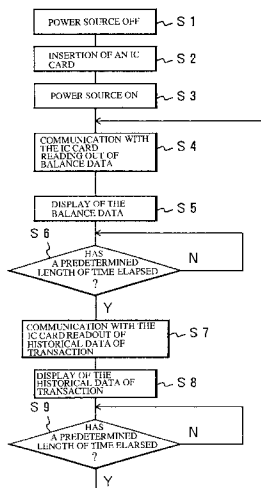 POWER SOURCE OFF
S 1
INSERTION OF AN IC
CARD
S 2
POWER SOURCE ON
S 3
COMMUNICATION WITH
THE IC CARD
READING OUT OF
BALANCE DATA
S 4
DISPLAY OF THE
BALANCE DATA
S 5
S 6
HAS
A PREDETERMINED
LENGTH OF TIME ELAPSED
?
N
Y
COMMUNICATION WITH THE
IC CARD READOUT OF
HISTORICAL DATA OF
TRANSACTION
S 7
DISPLAY OF THE
HISTORICAL DATA OF
TRANSACTION
S 8
S 9
HAS
A PREDETERMINED
LENGTH OF TIME ELARSED
?
N
Y